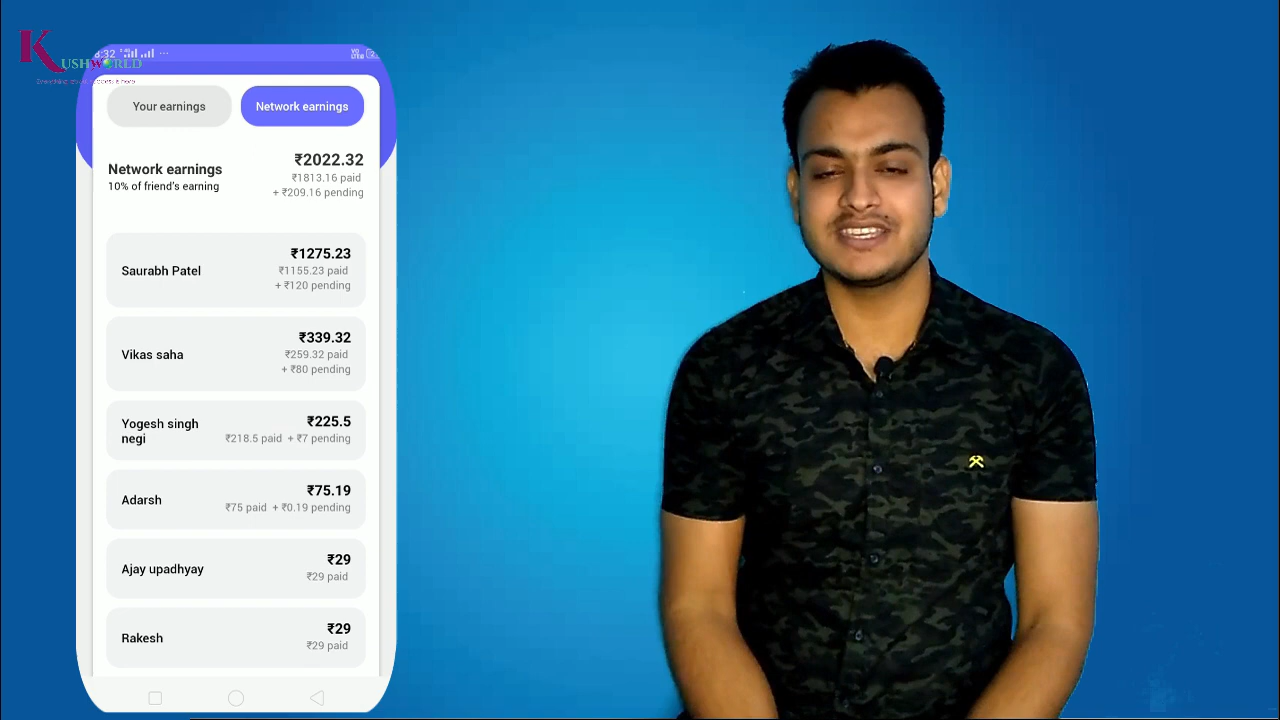 KUSHWORLD
8:32
Your earnings
Network earnings
Network earnings
10% of friend's earning
₹2022.32
₹1813.16 paid
+ ₹209.16 pending
Saurabh Patel
₹1275.23
₹1155.23 paid
+ ₹120 pending
Vikas saha
₹339.32
₹259.32 paid
+ ₹80 pending
Yogesh singh
negi
₹225.5
₹218.5 paid + ₹7 pending
Adarsh
₹75.19
₹75 paid + ₹0.19 pending
Ajay upadhyay
₹29
₹29 paid
Rakesh
₹29
₹29 paid